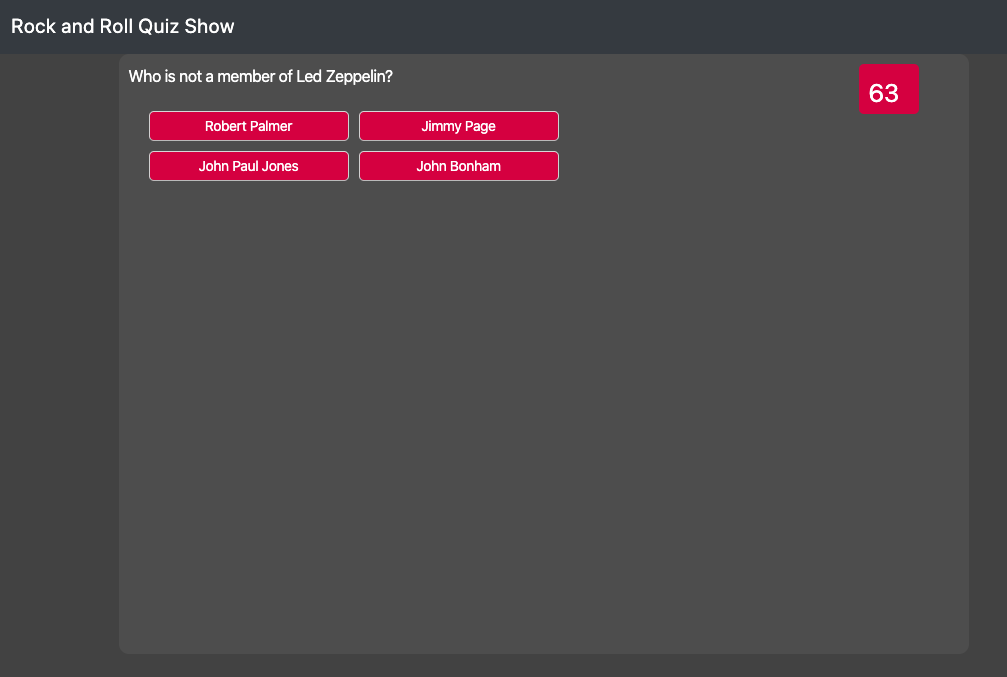 Rock and Roll Quiz Show
Who is not a member of Led Zeppelin?
63
Robert Palmer
Jimmy Page
John Paul Jones
John Bonham